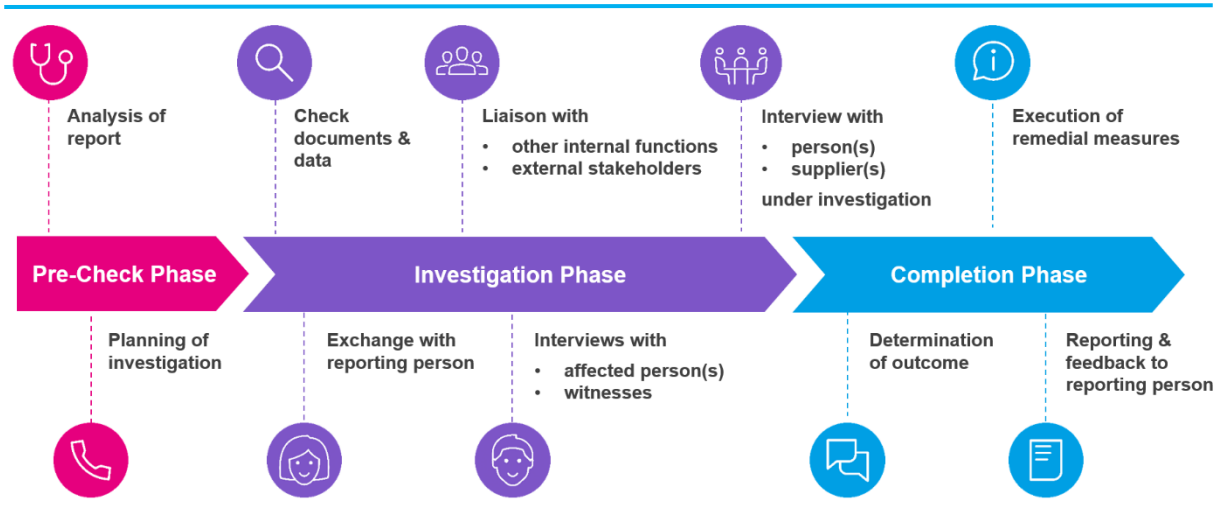 Analysis of
report
Check
documents &
data
Liaison with
• other internal functions
• external stakeholders
Interview with
• person(s)
• supplier(s)
under investigation
Execution of
remedial measures
Pre-Check Phase
Investigation Phase
Completion Phase
Planning of
investigation
Exchange with
reporting person
Interviews with
• affected person(s)
• witnesses
Determination
of outcome
Reporting &
feedback to
reporting person